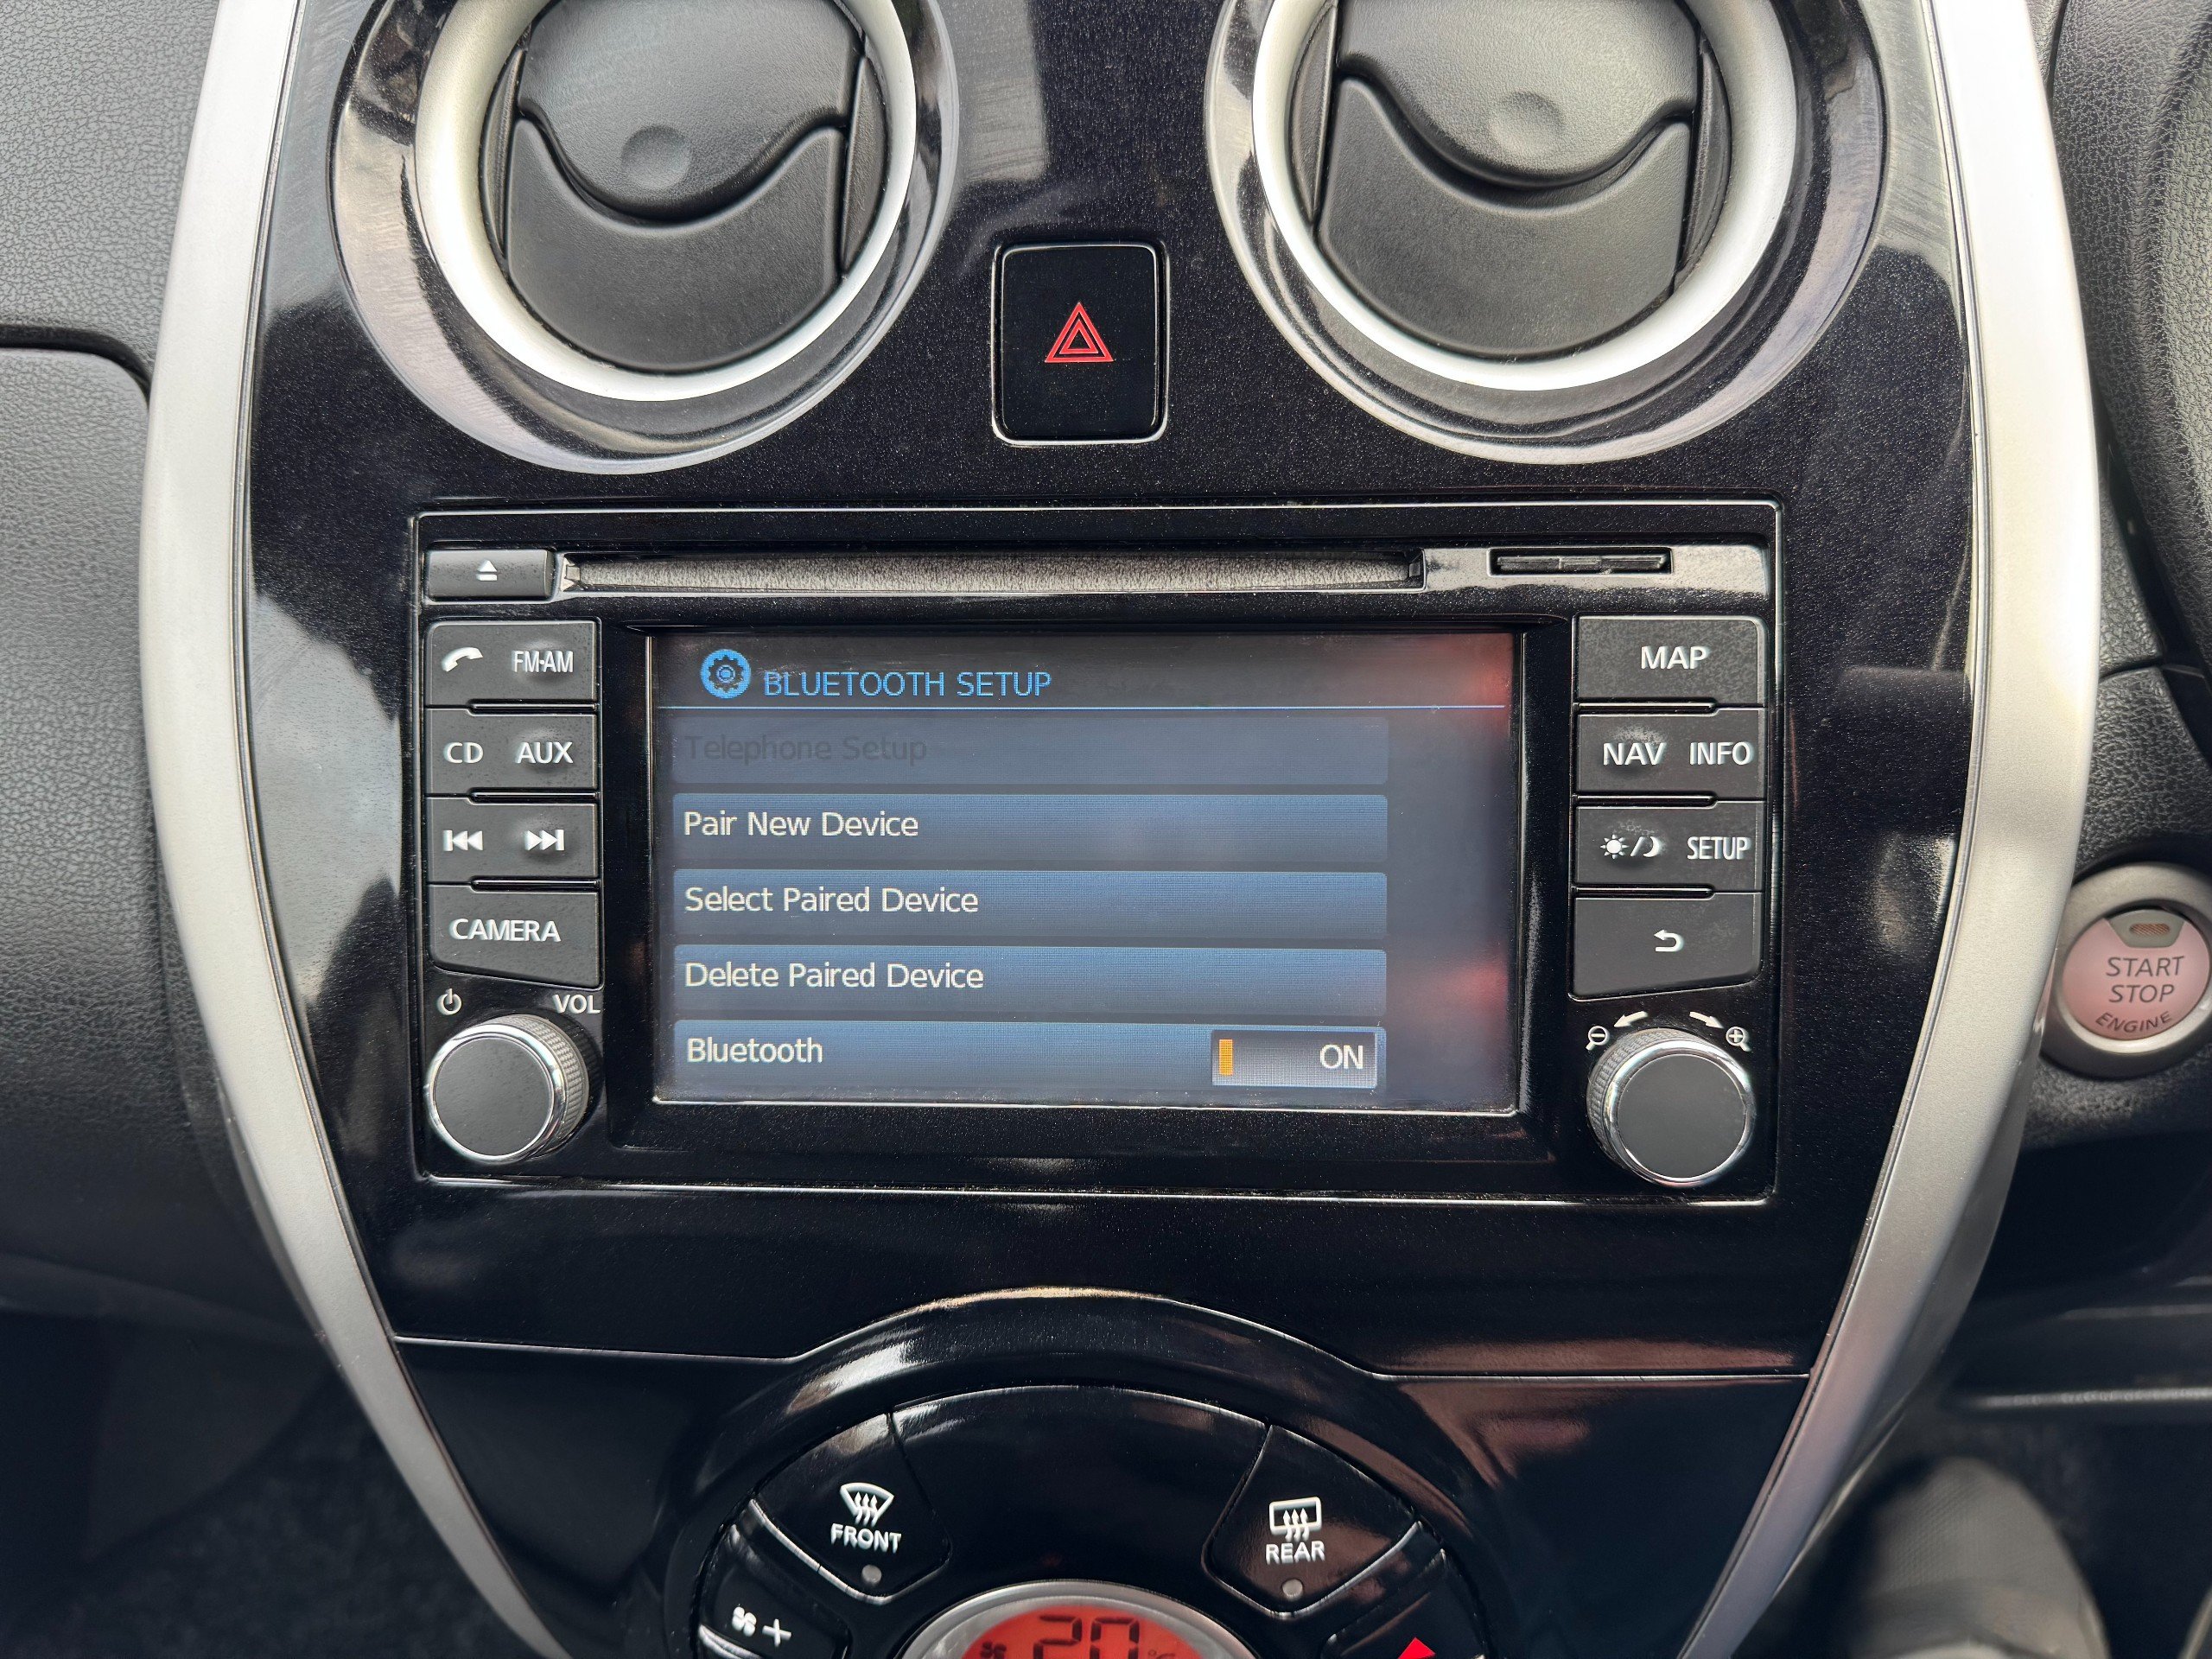 FM·AM
CD AUX
CAMERA
VOL
BLUETOOTH SETUP
Telephone Setup
Pair New Device
Select Paired Device
Delete Paired Device
Bluetooth ON
MAP
NAV INFO
SETUP
START
STOP
ENGINE
FRONT
REAR
20